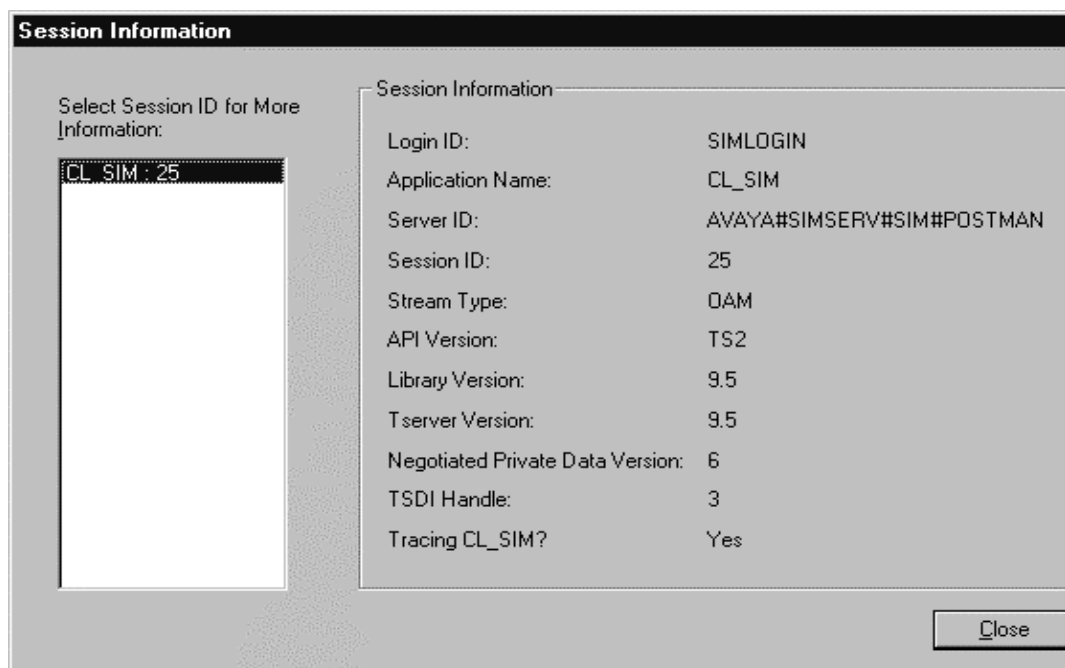 Session Information
Select Session ID for More
Information:
CL_SIM : 25
Session Information
Login ID: SIMLOGIN
Application Name: CL_SIM
Server ID: AVAYA#SIMSERV#SIM#POSTMAN
Session ID: 25
Stream Type: OAM
API Version: TS2
Library Version: 9.5
Tserver Version: 9.5
Negotiated Private Data Version: 6
TSDI Handle: 3
Tracing CL_SIM? Yes
Close